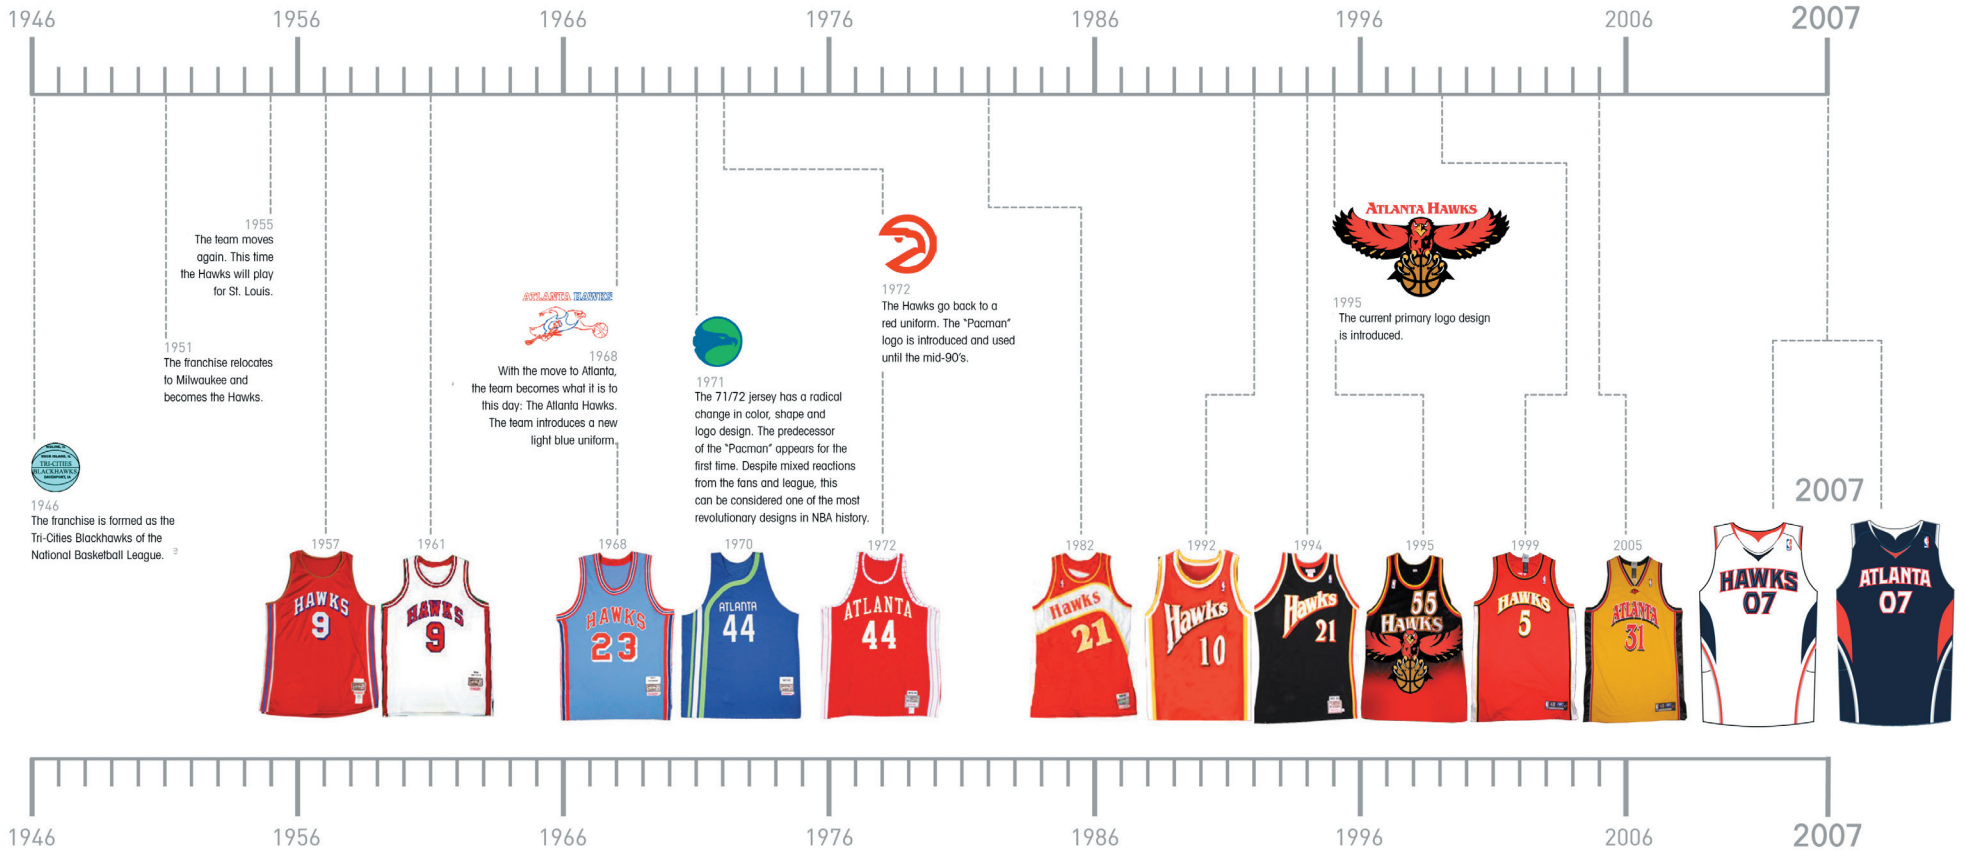 1946 1956 1966 1976 1986 1996 2006 2007
1955
The team moves
again. This time
the Hawks will play
for St. Louis.
1951
The franchise relocates
to Milwaukee and
becomes the Hawks.
TRI-CITIES
BLACKHAWKS
1946
The franchise is formed as the
Tri-Cities Blackhawks of the
National Basketball League.
ATLANTA HAWKS
1968
With the move to Atlanta,
the team becomes what it is to
this day: The Atlanta Hawks.
The team introduces a new
light blue uniform.
1971
The 71/72 jersey has a radical
change in color, shape and
logo design. The predecessor
of the "Pacman" appears for the
first time. Despite mixed reactions
from the fans and league, this
can be considered one of the most
revolutionary designs in NBA history.
1972
The Hawks go back to a
red uniform. The "Pacman"
logo is introduced and used
until the mid-90's.
ATLANTA HAWKS
1995
The current primary logo design
is introduced.
2007
1957
HAWKS
9
1961
HAWKS
9
1968
HAWKS
23
1970
ATLANTA
44
1972
ATLANTA
44
1982
HAWKS
21
1992
Hawks
10
1994
Hawks
21
1995
55
HAWKS
1999
HAWKS
5
2005
ATLANTA
31
HAWKS
07
ATLANTA
07
1946 1956 1966 1976 1986 1996 2006 2007